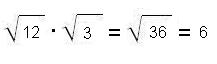 √12 · √3 = √36 = 6